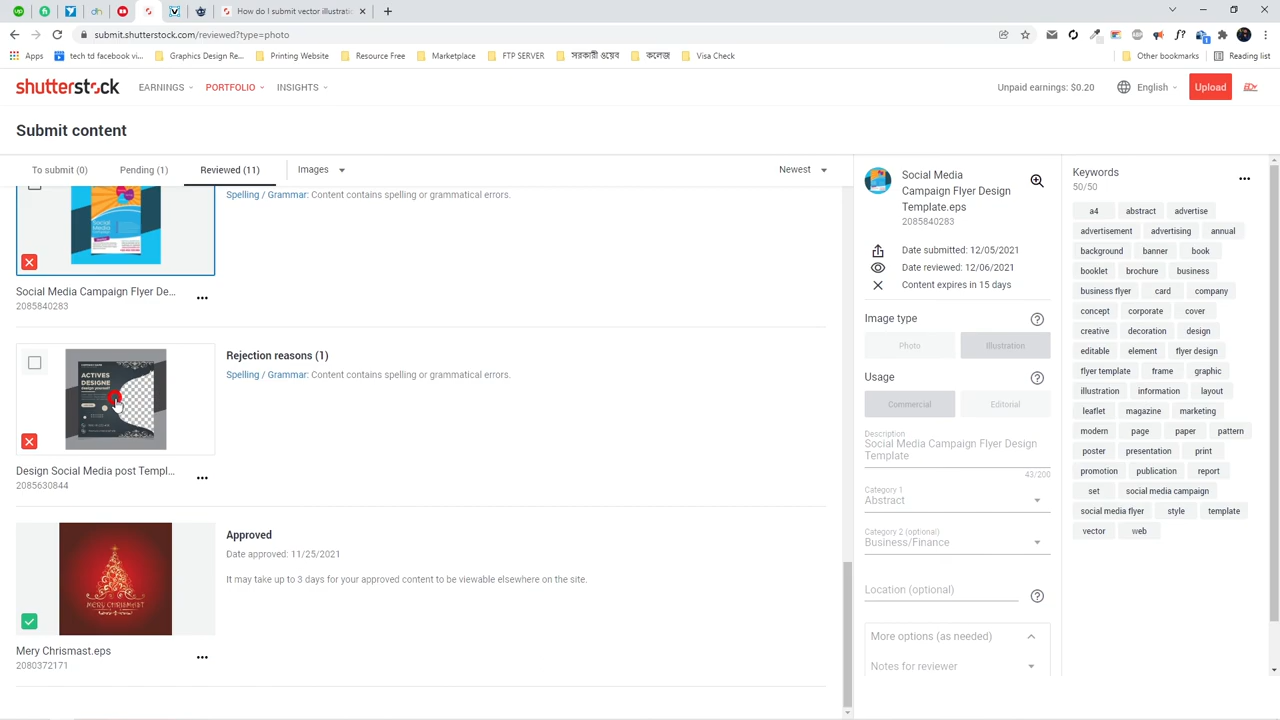 How do I submit vector illustratio
submit.shutterstock.com/reviewed?type=photo
Apps
tech td facebook vi...
Graphics Design Re...
Printing Website
Resource Free
Marketplace
FTP SERVER
সরকারী ওয়েব
কলেজ
Visa Check
Other bookmarks
Reading list
shutterstock
EARNINGS
PORTFOLIO
INSIGHTS
Unpaid earnings: $0.20
English
Upload
Submit content
To submit (0)
Pending (1)
Reviewed (11)
Images
Newest
Spelling / Grammar: Content contains spelling or grammatical errors.
Social Media Campaign Flyer De...
2085840283
Rejection reasons (1)
Spelling / Grammar: Content contains spelling or grammatical errors.
ACTIVES
DESIGNE
Design Social Media post Templ...
2085630844
Approved
Date approved: 11/25/2021
It may take up to 3 days for your approved content to be viewable elsewhere on the site.
MERY CHRISMAST
Mery Chrismast.eps
2080372171
Social Media
Campaign Flyer Design
Template.eps
2085840283
Date submitted: 12/05/2021
Date reviewed: 12/06/2021
Content expires in 15 days
Image type
Photo
Illustration
Usage
Commercial
Editorial
Description
Social Media Campaign Flyer Design
Template
43/200
Category 1
Abstract
Category 2 (optional)
Business/Finance
Location (optional)
More options (as needed)
Notes for reviewer
Keywords
50/50
a4 abstract advertise
advertisement advertising annual
background banner book
booklet brochure business
business flyer card company
concept corporate cover
creative decoration design
editable element flyer design
flyer template frame graphic
illustration information layout
leaflet magazine marketing
modern page paper pattern
poster presentation print
promotion publication report
set social media campaign
social media flyer style template
vector web